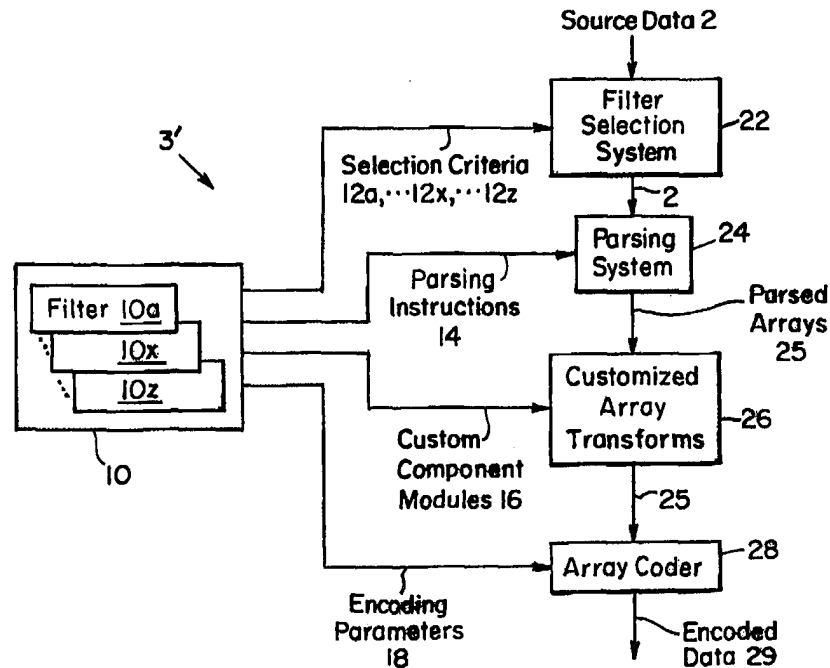 Source Data 2
Filter
Selection
System
22
3'
Selection Criteria
12a,···12x,···12z
2
Parsing
System
24
Parsing
Instructions
14
Parsed
Arrays
25
Filter 10a
10x
10z
10
Customized
Array
Transforms
26
Custom
Component
Modules 16
25
Array Coder
28
Encoding
Parameters
18
Encoded
Data 29